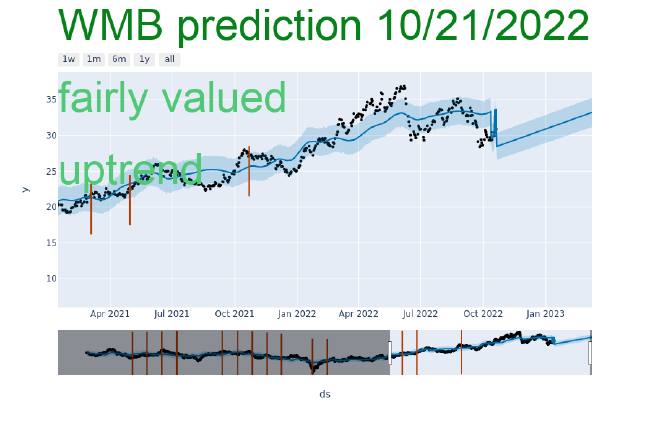 WMB prediction 10/21/2022
1w 1m 6m 1y all
fairly valued
uptrend
35
30
25
20
15
10
y
Apr 2021 Jul 2021 Oct 2021 Jan 2022 Apr 2022 Jul 2022 Oct 2022 Jan 2023
ds